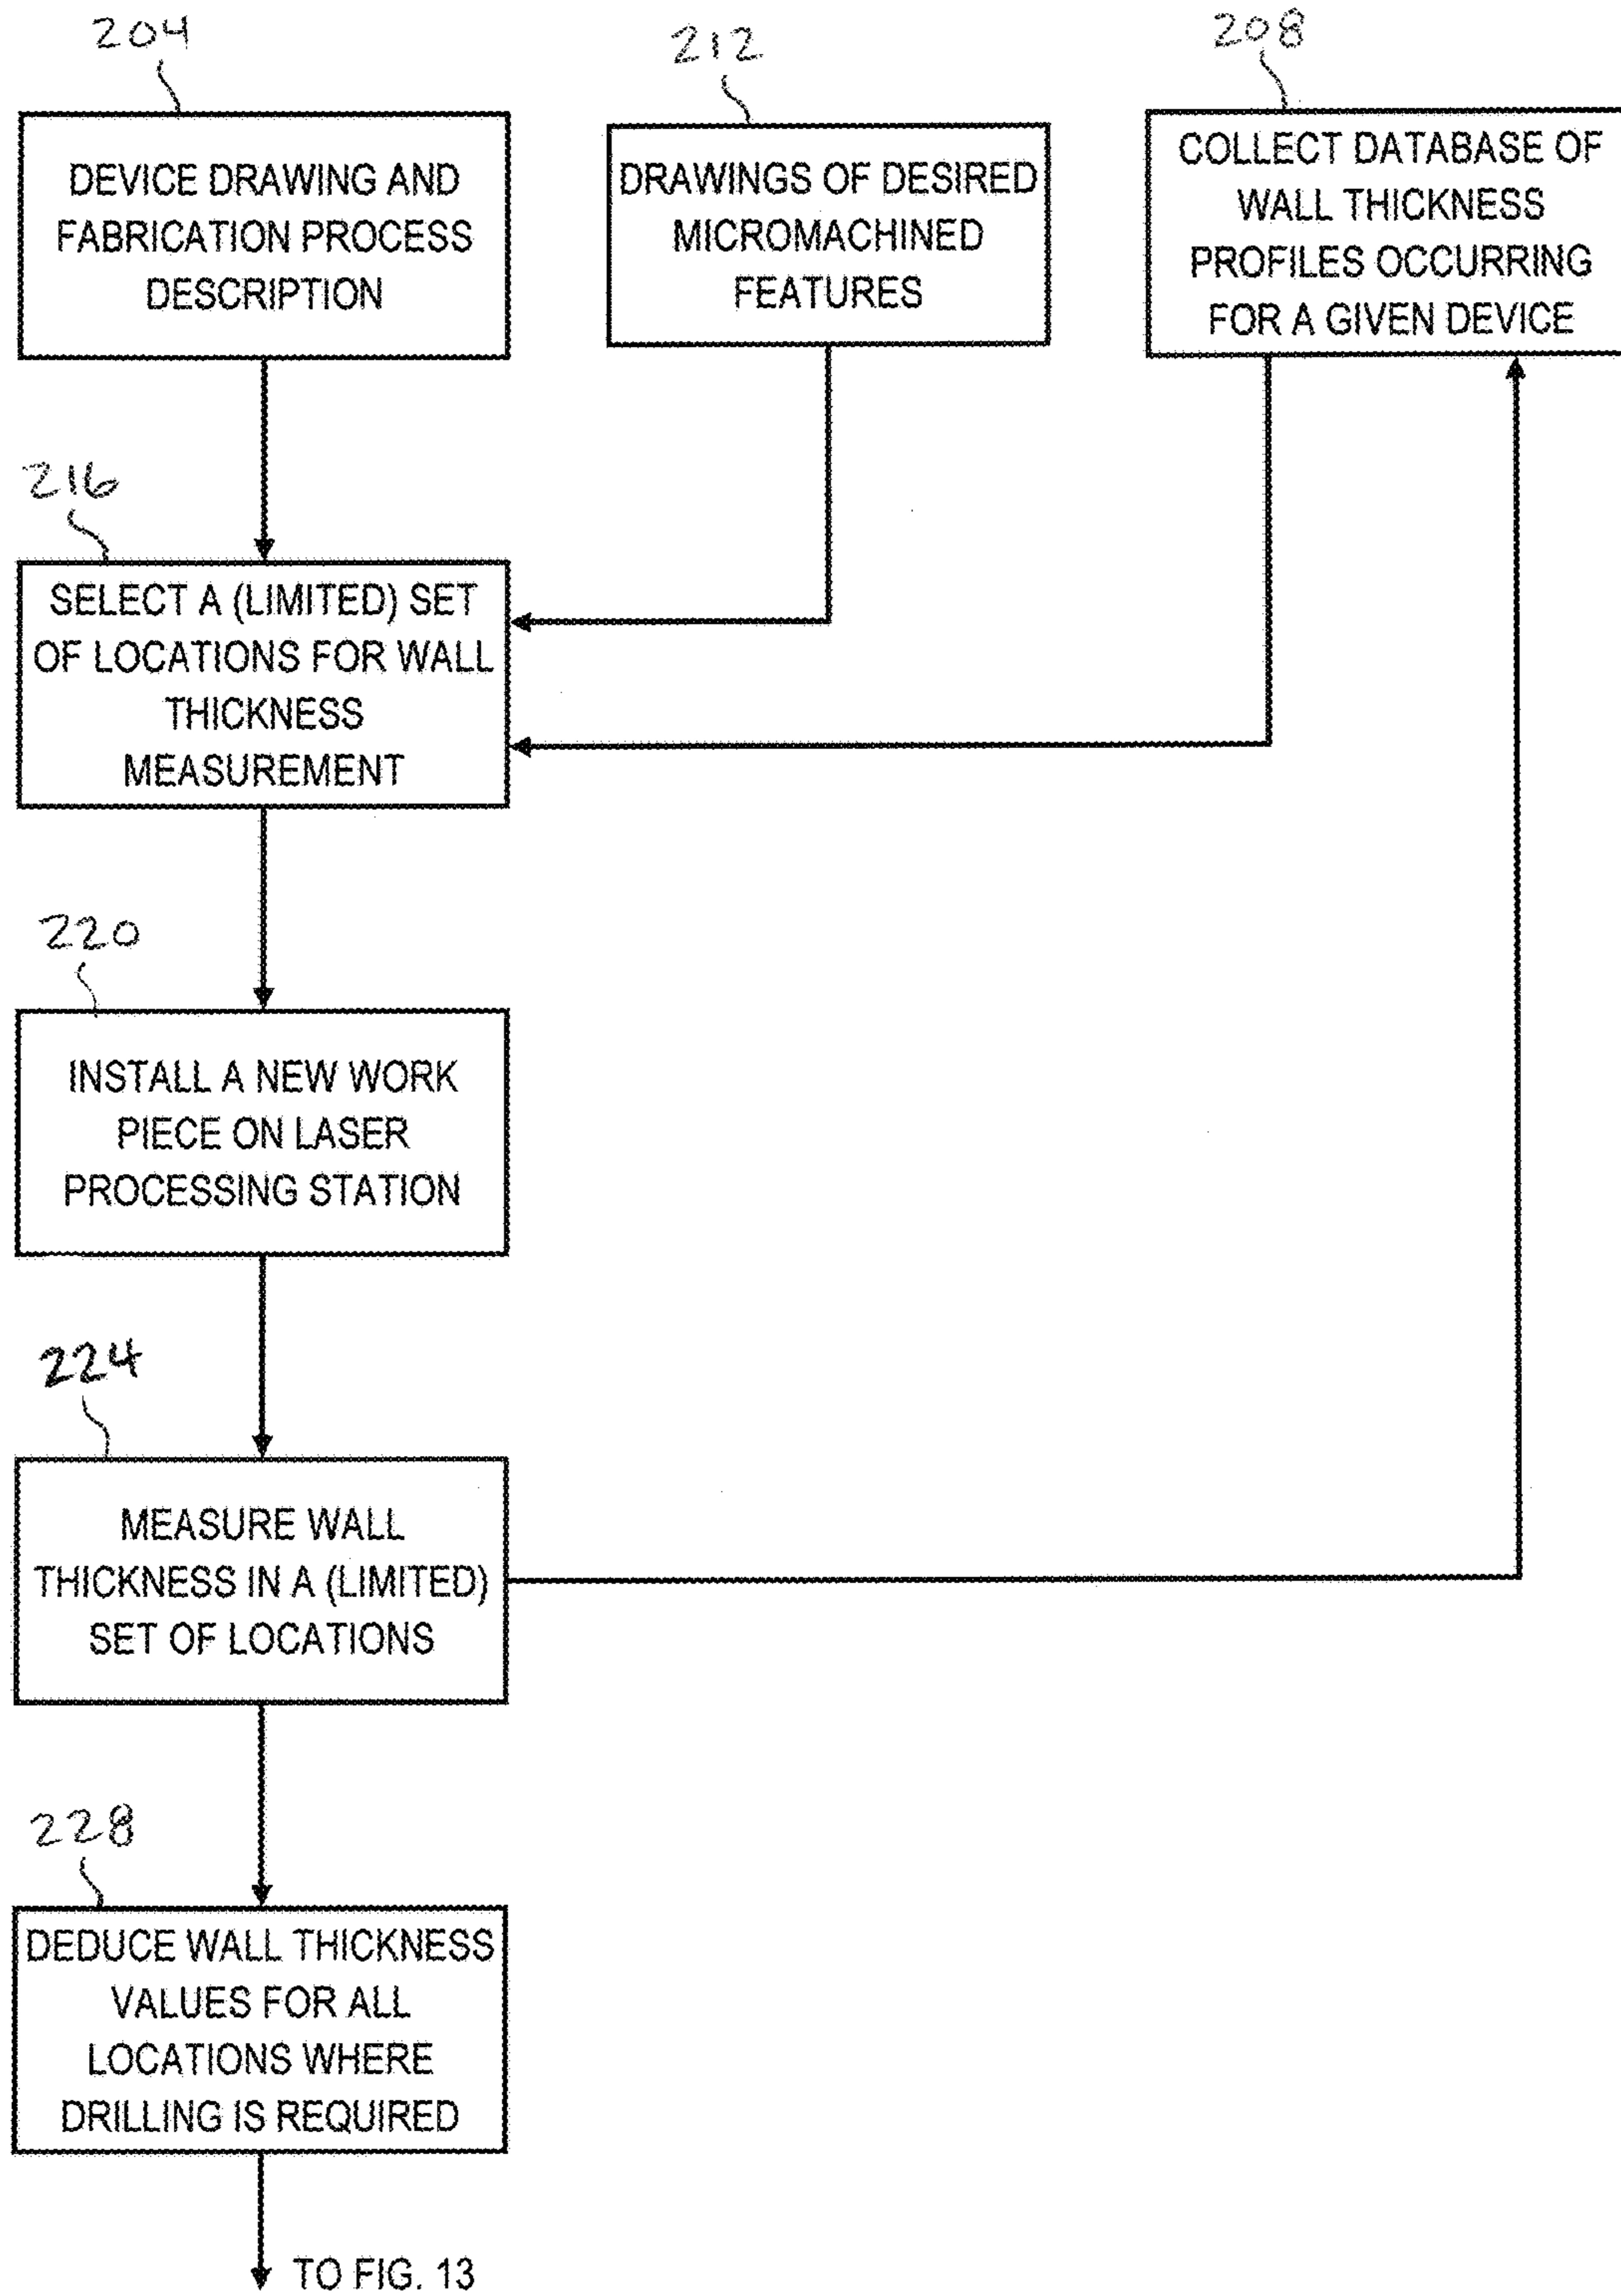 204
DEVICE DRAWING AND
FABRICATION PROCESS
DESCRIPTION
212
DRAWINGS OF DESIRED
MICROMACHINED
FEATURES
208
COLLECT DATABASE OF
WALL THICKNESS
PROFILES OCCURRING
FOR A GIVEN DEVICE
216
SELECT A (LIMITED) SET
OF LOCATIONS FOR WALL
THICKNESS
MEASUREMENT
220
INSTALL A NEW WORK
PIECE ON LASER
PROCESSING STATION
224
MEASURE WALL
THICKNESS IN A (LIMITED)
SET OF LOCATIONS
228
DEDUCE WALL THICKNESS
VALUES FOR ALL
LOCATIONS WHERE
DRILLING IS REQUIRED
TO FIG. 13